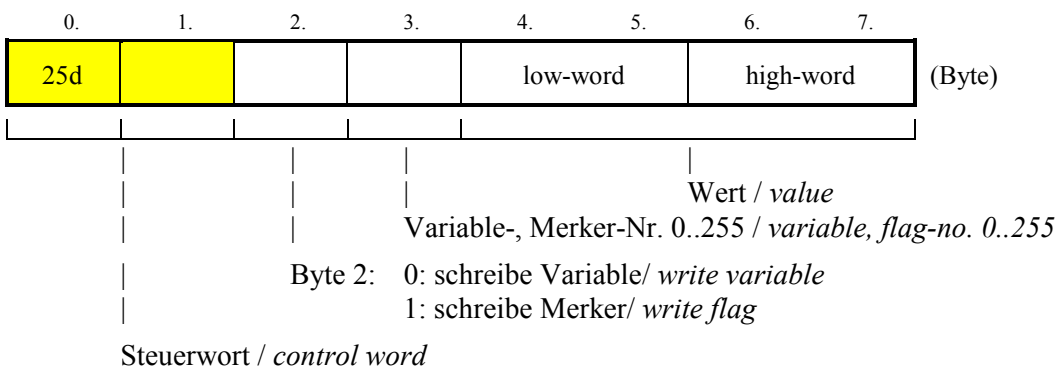 0. 1. 2. 3. 4. 5. 6. 7.
25d low-word high-word (Byte)
Wert / value
Variable-, Merker-Nr. 0..255 / variable, flag-no. 0..255
Byte 2: 0: schreibe Variable/ write variable
1: schreibe Merker/ write flag
Steuerwort / control word